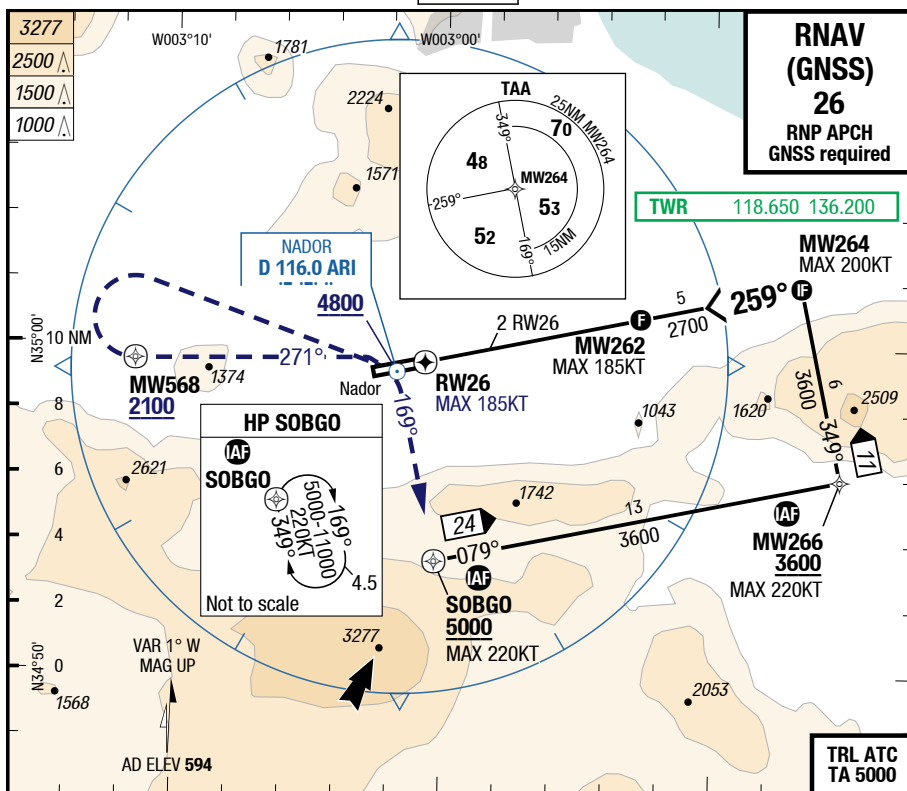 3277
2500
1500
1000
W003°10'
W003°00'
1781
2224
1571
TAA
25NM MW264
349°
70
48
MW264
259°
53
52
169°
15NM
RNAV
(GNSS)
26
RNP APCH
GNSS required
TWR 118.650 136.200
NADOR
D 116.0 ARI
4800
MW264
MAX 200KT
IF
259°
5
2700
2 RW26
F
MW262
MAX 185KT
N35°00'
10 NM
8
6
4
2
0
271°
MW568
2100
1374
Nador
RW26
MAX 185KT
169°
6
3600
349°
1620
2509
1043
11
HP SOBGO
IAF
SOBGO
5000-11000
220KT
169°
349°
4.5
Not to scale
2621
1742
24
079°
13
3600
IAF
MW266
3600
MAX 220KT
IAF
SOBGO
5000
MAX 220KT
3277
VAR 1° W
MAG UP
N34°50'
1568
2053
AD ELEV 594
TRL ATC
TA 5000